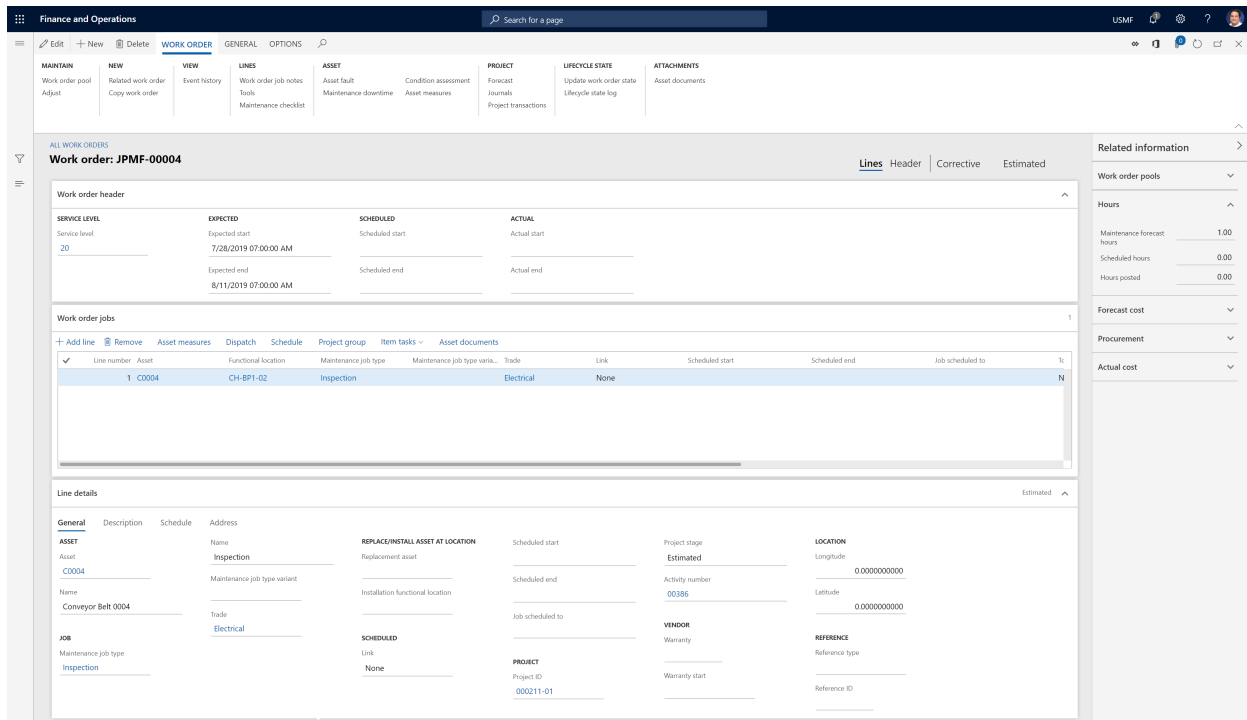 Finance and Operations
Search for a page
USMF
Edit New Delete WORK ORDER GENERAL OPTIONS
0
MAINTAIN NEW VIEW LINES ASSET PROJECT LIFECYCLE STATE ATTACHMENTS
Work order pool Related work order Event history Work order job notes Asset fault Condition assessment Forecast Update work order state Asset documents
Adjust Copy work order Tools Maintenance downtime Asset measures Journals Lifecycle state log
Maintenance checklist Project transactions
ALL WORK ORDERS
Work order: JPMF-00004
Lines Header Corrective Estimated
Work order header
SERVICE LEVEL EXPECTED SCHEDULED ACTUAL
Service level Expected start Scheduled start Actual start
20 7/28/2019 07:00:00 AM
Expected end Scheduled end Actual end
8/11/2019 07:00:00 AM
Work order jobs 1
Add line Remove Asset measures Dispatch Schedule Project group Item tasks Asset documents
Line number Asset Functional location Maintenance job type Maintenance job type varia... Trade Link Scheduled start Scheduled end Job scheduled to Tc
1 C0004 CH-BP1-02 Inspection Electrical None N
Line details Estimated
General Description Schedule Address
ASSET
Asset
C0004
Name
Conveyor Belt 0004
JOB
Maintenance job type
Inspection
Name
Inspection
Maintenance job type variant
Trade
Electrical
REPLACE/INSTALL ASSET AT LOCATION
Replacement asset
Installation functional location
SCHEDULED
Link
None
Scheduled start
Scheduled end
Job scheduled to
PROJECT
Project ID
000211-01
Project stage
Estimated
Activity number
00386
VENDOR
Warranty
Warranty start
LOCATION
Longitude
0.0000000000
Latitude
0.0000000000
REFERENCE
Reference type
Reference ID
Related information
Work order pools
Hours
Maintenance forecast
hours
1.00
Scheduled hours 0.00
Hours posted 0.00
Forecast cost
Procurement
Actual cost